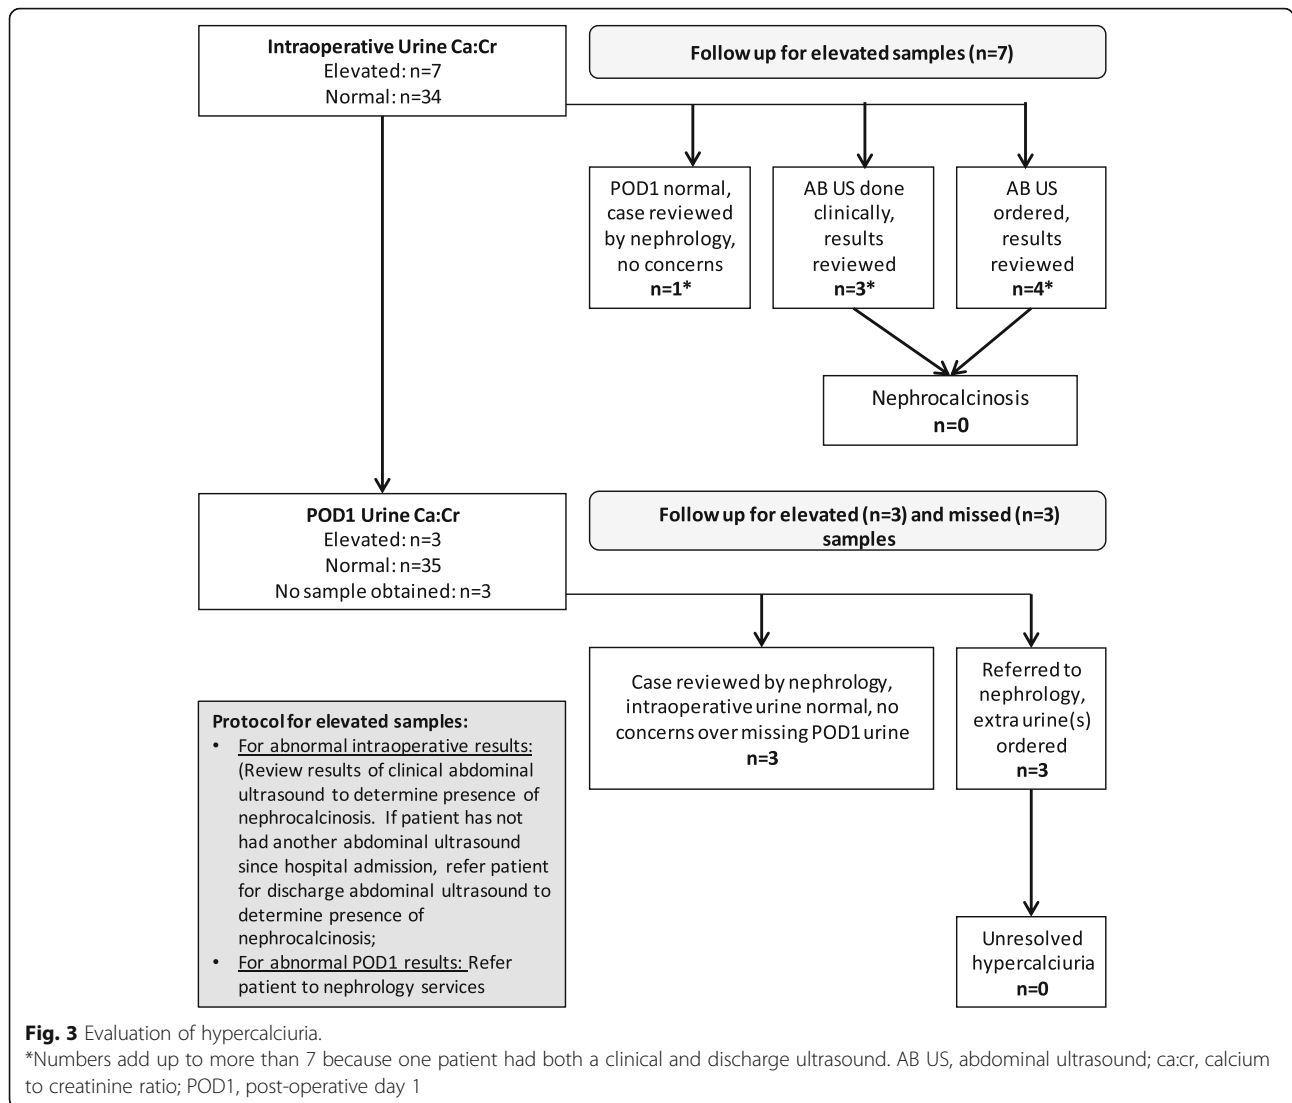 Intraoperative Urine Ca:Cr
Elevated: n=7
Normal: n=34
Follow up for elevated samples (n=7)
POD1 normal,
case reviewed
by nephrology,
no concerns
n=1*
AB US done
clinically,
results
reviewed
n=3*
AB US
ordered,
results
reviewed
n=4*
Nephrocalcinosis
n=0
POD1 Urine Ca:Cr
Elevated: n=3
Normal: n=35
No sample obtained: n=3
Follow up for elevated (n=3) and missed (n=3)
samples
Case reviewed by nephrology,
intraoperative urine normal, no
concerns over missing POD1 urine
n=3
Referred to
nephrology,
extra urine(s)
ordered
n=3
Unresolved
hypercalciuria
n=0
Protocol for elevated samples:
• For abnormal intraoperative results:
(Review results of clinical abdominal
ultrasound to determine presence of
nephrocalcinosis. If patient has not
had another abdominal ultrasound
since hospital admission, refer patient
for discharge abdominal ultrasound to
determine presence of
nephrocalcinosis;
• For abnormal POD1 results: Refer
patient to nephrology services
Fig. 3 Evaluation of hypercalciuria.
*Numbers add up to more than 7 because one patient had both a clinical and discharge ultrasound. AB US, abdominal ultrasound; ca:cr, calcium
to creatinine ratio; POD1, post-operative day 1